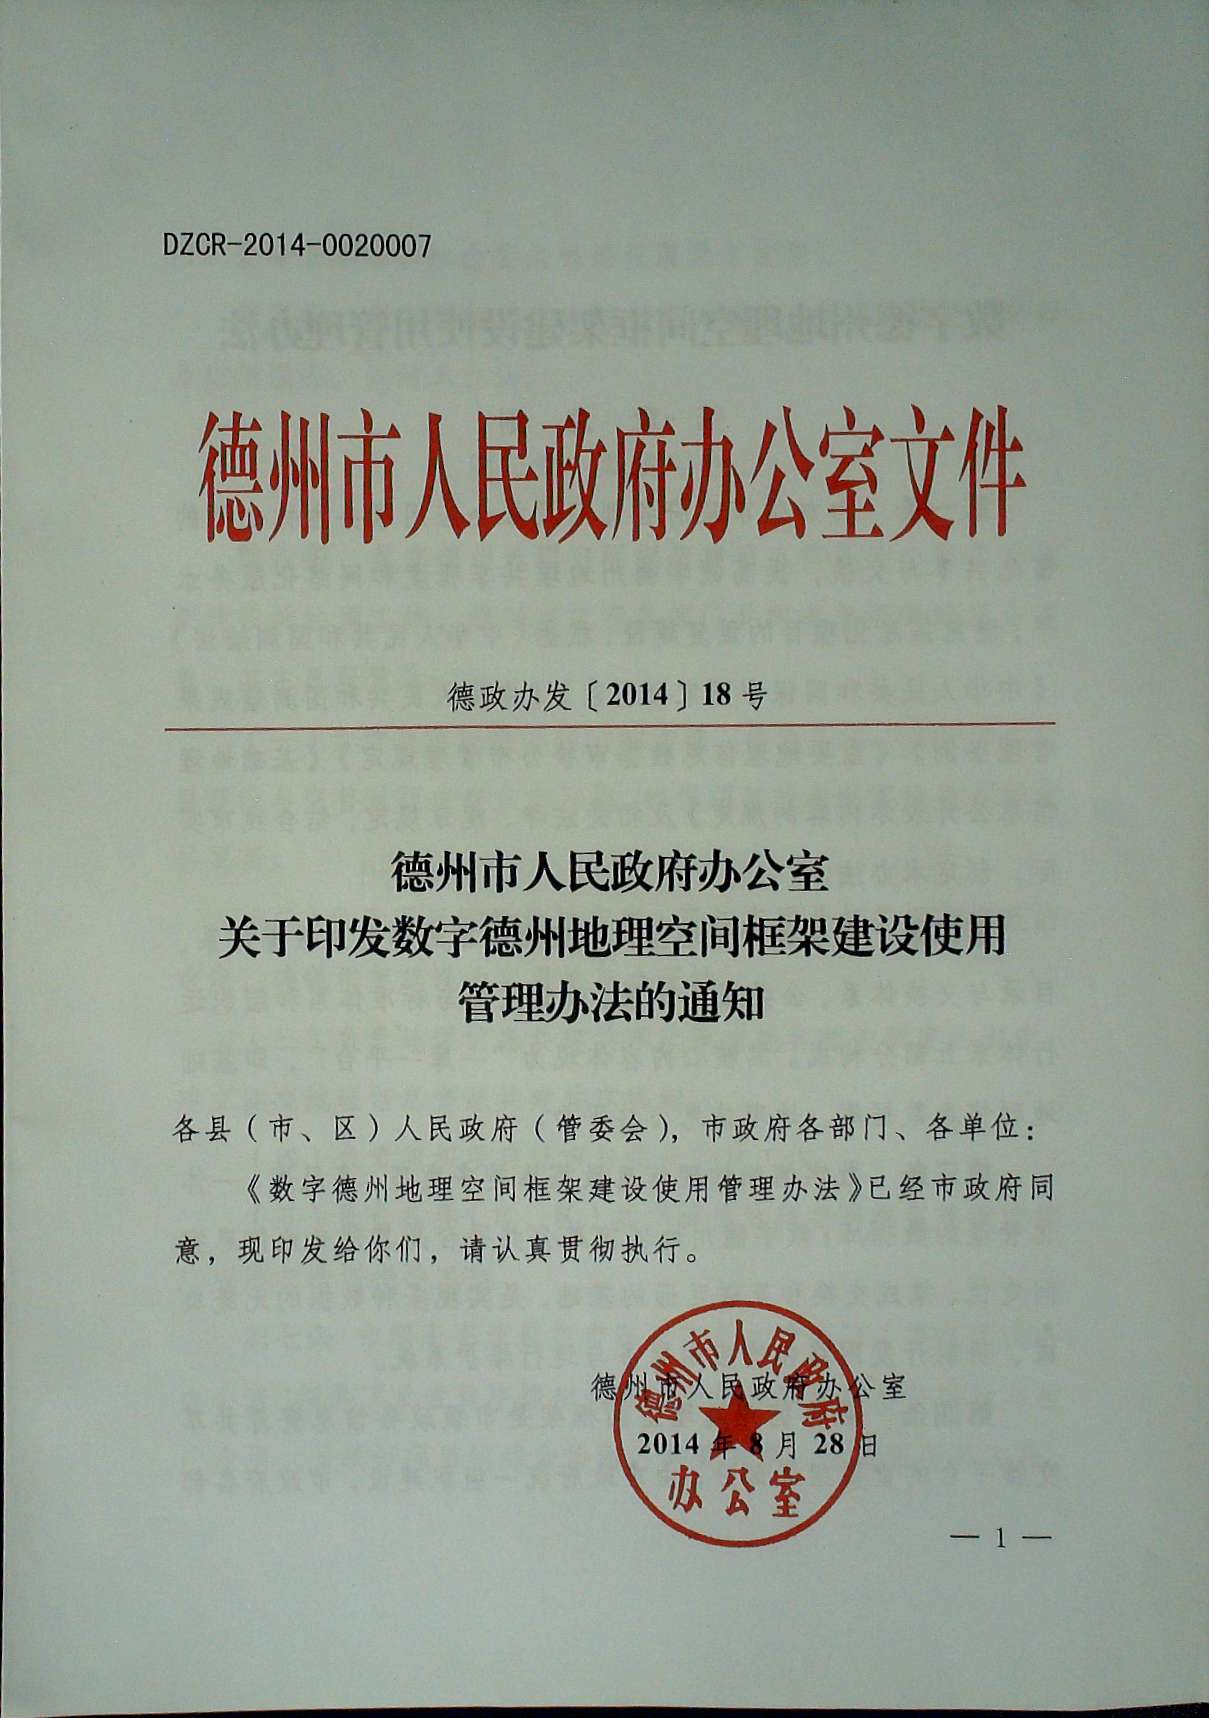 DZCR-2014-0020007
德州市人民政府办公室文件
德政办发〔2014〕18号
德州市人民政府办公室
关于印发数字德州地理空间框架建设使用
管理办法的通知
各县（市、区）人民政府（管委会），市政府各部门、各单位：
《数字德州地理空间框架建设使用管理办法》已经市政府同
意，现印发给你们，请认真贯彻执行。
德州市人民政府办公室
2014年8月28日
德州市人民政府
办公室
— 1 —